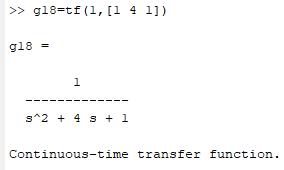 >> g18=tf(1,[1 4 1])
g18 =
1
-------------
s^2 + 4 s + 1
Continuous-time transfer function.